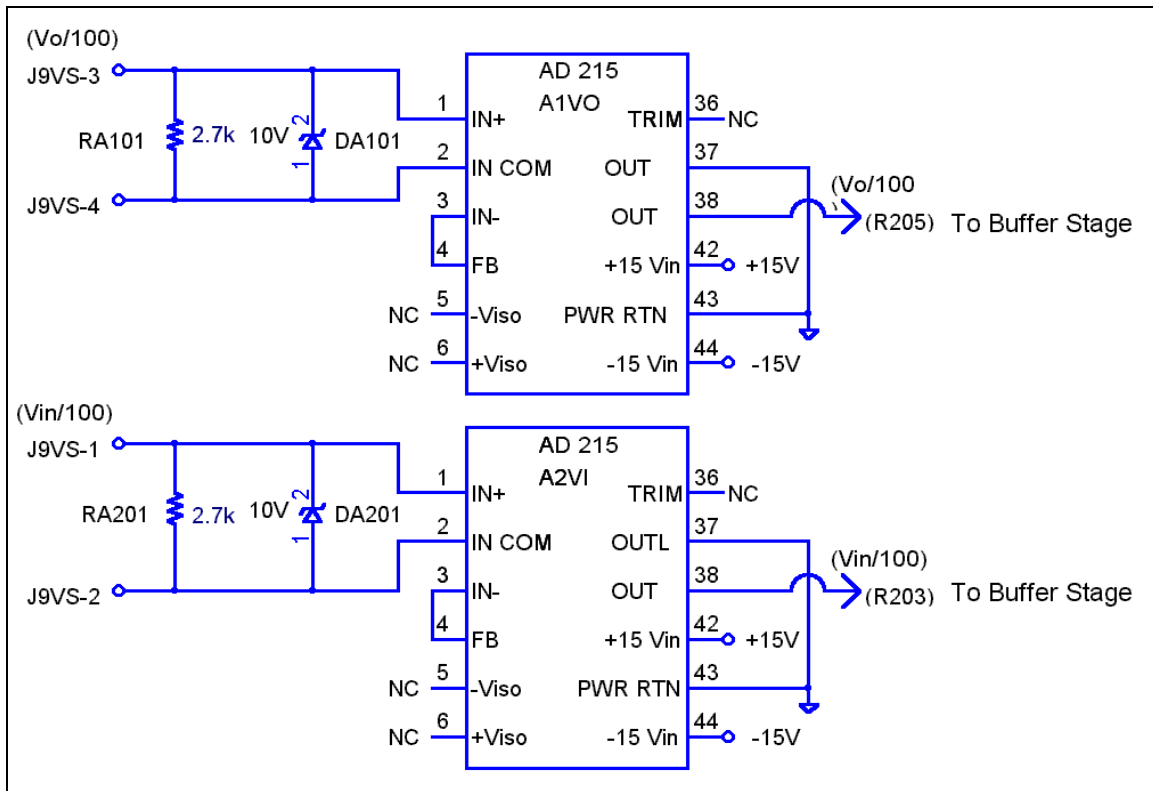 (Vo/100)
J9VS-3
RA101
2.7k
10V
2
1
DA101
J9VS-4
AD 215
A1VO
1
IN+
2
IN COM
3
IN-
4
FB
NC
5
-Viso
NC
6
+Viso
TRIM
36
NC
OUT
37
OUT
38
(Vo/100
(R205)
To Buffer Stage
+15 Vin
42
+15V
PWR RTN
43
-15 Vin
44
-15V
(Vin/100)
J9VS-1
RA201
2.7k
10V
2
1
DA201
J9VS-2
AD 215
A2VI
1
IN+
2
IN COM
3
IN-
4
FB
NC
5
-Viso
NC
6
+Viso
TRIM
36
NC
OUTL
37
OUT
38
(Vin/100)
(R203)
To Buffer Stage
+15 Vin
42
+15V
PWR RTN
43
-15 Vin
44
-15V